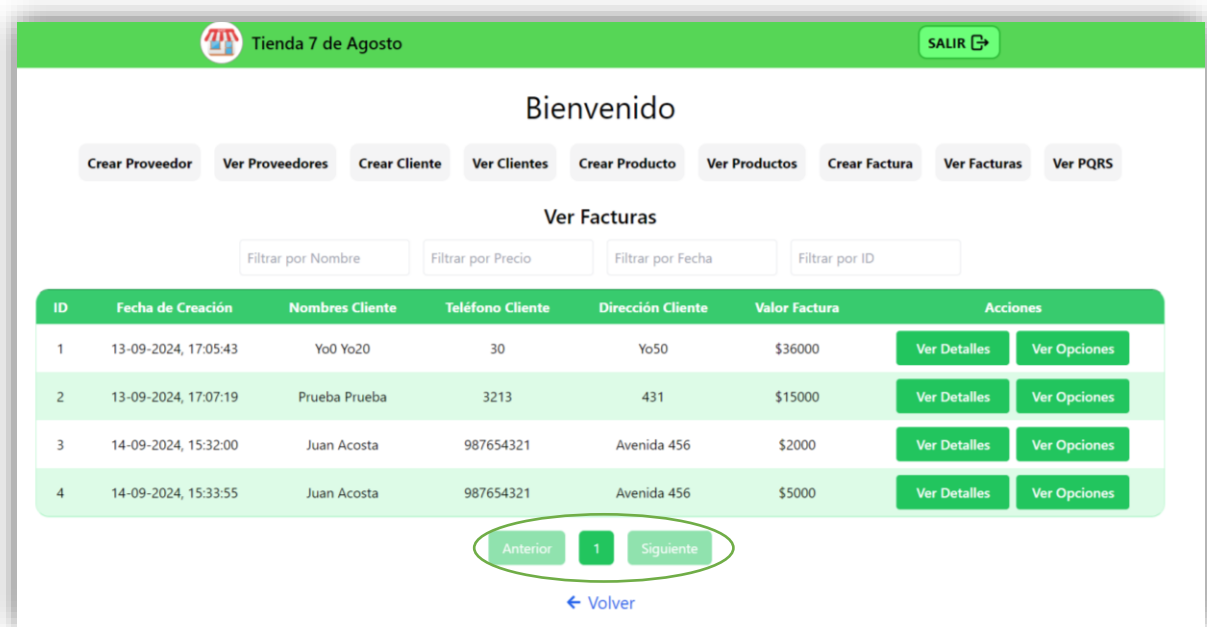 Tienda 7 de Agosto
SALIR
Bienvenido
Crear Proveedor Ver Proveedores Crear Cliente Ver Clientes Crear Producto Ver Productos Crear Factura Ver Facturas Ver PQRS
Ver Facturas
Filtrar por Nombre Filtrar por Precio Filtrar por Fecha Filtrar por ID
ID Fecha de Creación Nombres Cliente Teléfono Cliente Dirección Cliente Valor Factura Acciones
1 13-09-2024, 17:05:43 Yo0 Yo20 30 Yo50 $36000 Ver Detalles Ver Opciones
2 13-09-2024, 17:07:19 Prueba Prueba 3213 431 $15000 Ver Detalles Ver Opciones
3 14-09-2024, 15:32:00 Juan Acosta 987654321 Avenida 456 $2000 Ver Detalles Ver Opciones
4 14-09-2024, 15:33:55 Juan Acosta 987654321 Avenida 456 $5000 Ver Detalles Ver Opciones
Anterior 1 Siguiente
← Volver